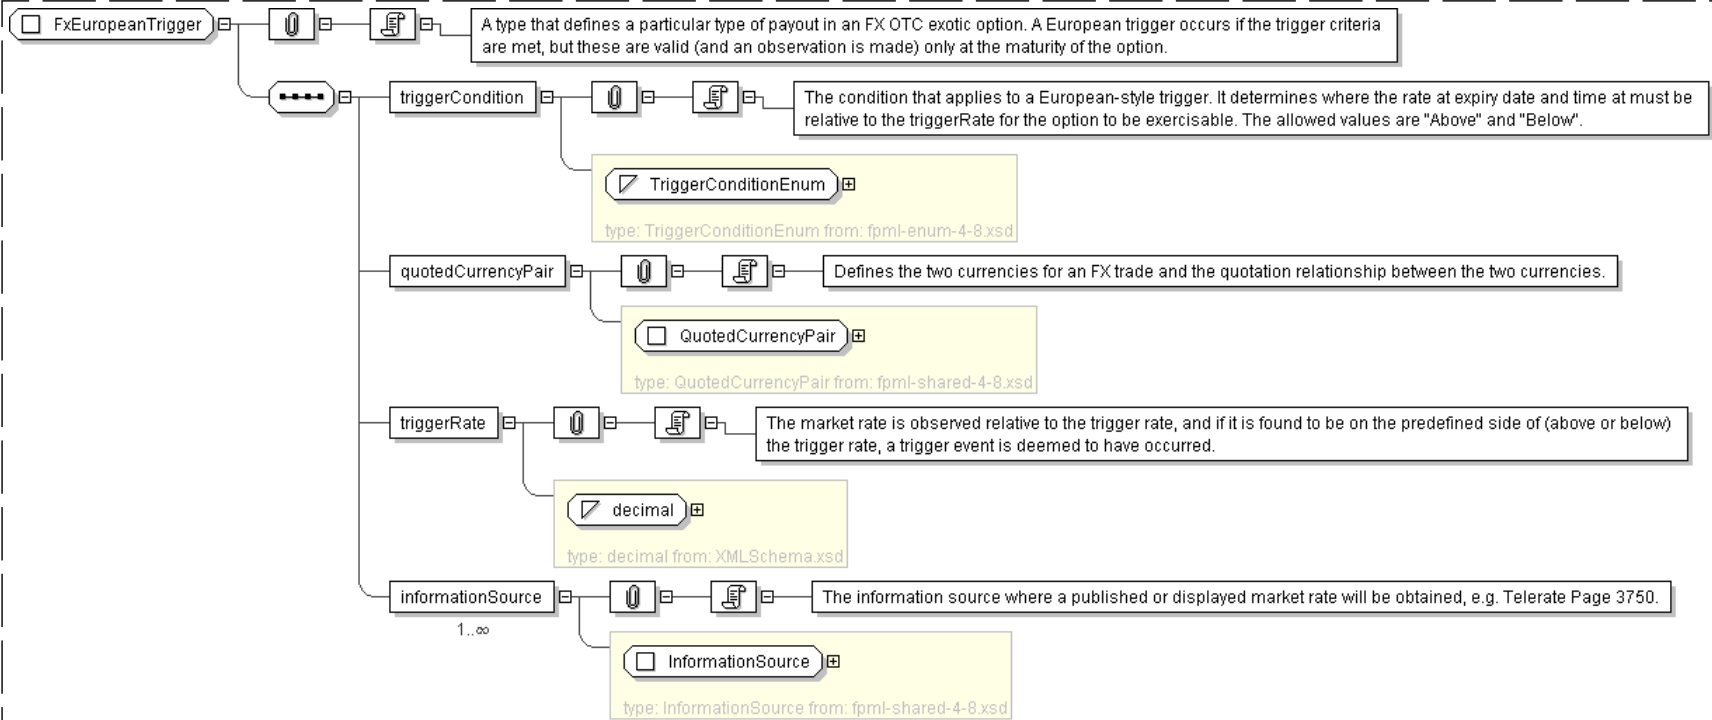 FxEuropeanTrigger
A type that defines a particular type of payout in an FX OTC exotic option. A European trigger occurs if the trigger criteria
are met, but these are valid (and an observation is made) only at the maturity of the option.
triggerCondition
The condition that applies to a European-style trigger. It determines where the rate at expiry date and time at must be
relative to the triggerRate for the option to be exercisable. The allowed values are "Above" and "Below".
TriggerConditionEnum
type: TriggerConditionEnum from: fpml-enum-4-8.xsd
quotedCurrencyPair
Defines the two currencies for an FX trade and the quotation relationship between the two currencies.
QuotedCurrencyPair
type: QuotedCurrencyPair from: fpml-shared-4-8.xsd
triggerRate
The market rate is observed relative to the trigger rate, and if it is found to be on the predefined side of (above or below)
the trigger rate, a trigger event is deemed to have occurred.
decimal
type: decimal from: XMLSchema.xsd
informationSource
The information source where a published or displayed market rate will be obtained, e.g. Telerate Page 3750.
1..∞
InformationSource
type: InformationSource from: fpml-shared-4-8.xsd